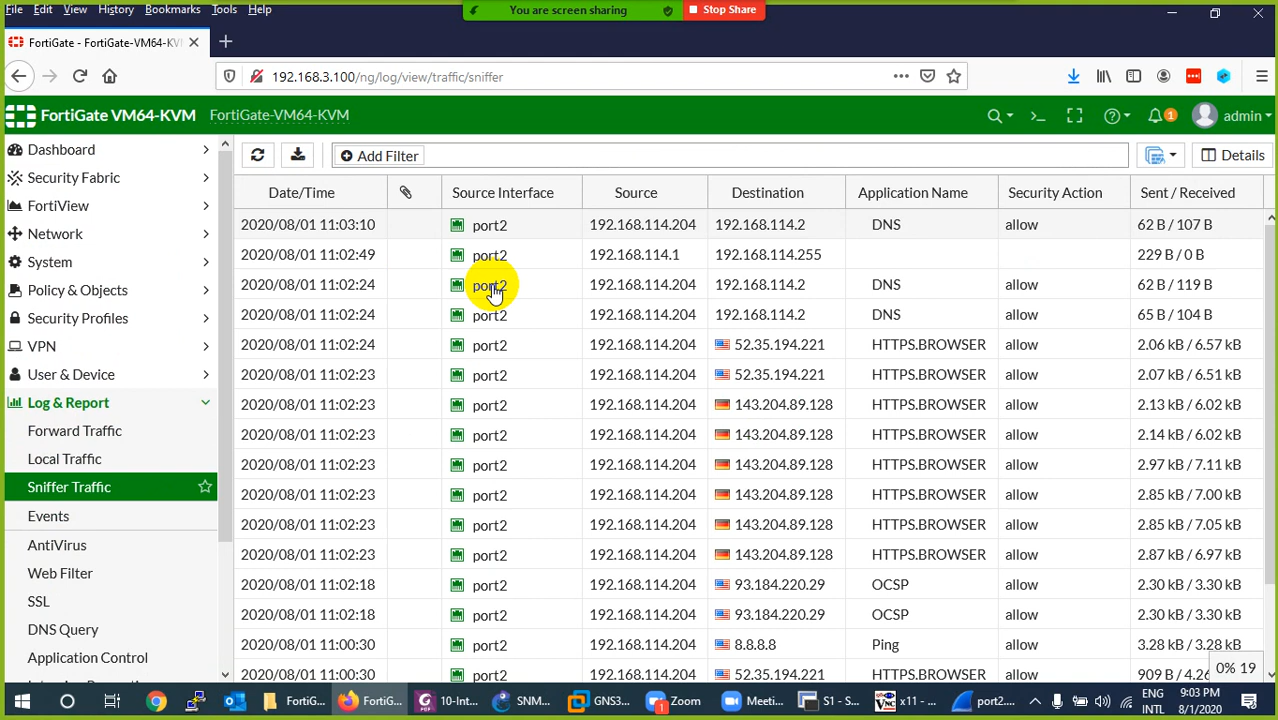 File Edit View History Bookmarks Tools Help
You are screen sharing Stop Share
FortiGate - FortiGate-VM64-KVM
192.168.3.100/ng/log/view/traffic/sniffer
FortiGate VM64-KVM FortiGate-VM64-KVM 1 admin
Dashboard
Security Fabric
FortiView
Network
System
Policy & Objects
Security Profiles
VPN
User & Device
Log & Report
Forward Traffic
Local Traffic
Sniffer Traffic
Events
AntiVirus
Web Filter
SSL
DNS Query
Application Control
Add Filter Details
Date/Time Source Interface Source Destination Application Name Security Action Sent / Received
2020/08/01 11:03:10 port2 192.168.114.204 192.168.114.2 DNS allow 62 B / 107 B
2020/08/01 11:02:49 port2 192.168.114.1 192.168.114.255 229 B / 0 B
2020/08/01 11:02:24 port2 192.168.114.204 192.168.114.2 DNS allow 62 B / 119 B
2020/08/01 11:02:24 port2 192.168.114.204 192.168.114.2 DNS allow 65 B / 104 B
2020/08/01 11:02:24 port2 192.168.114.204 52.35.194.221 HTTPS.BROWSER allow 2.06 kB / 6.57 kB
2020/08/01 11:02:23 port2 192.168.114.204 52.35.194.221 HTTPS.BROWSER allow 2.07 kB / 6.51 kB
2020/08/01 11:02:23 port2 192.168.114.204 143.204.89.128 HTTPS.BROWSER allow 2.13 kB / 6.02 kB
2020/08/01 11:02:23 port2 192.168.114.204 143.204.89.128 HTTPS.BROWSER allow 2.14 kB / 6.02 kB
2020/08/01 11:02:23 port2 192.168.114.204 143.204.89.128 HTTPS.BROWSER allow 2.97 kB / 7.11 kB
2020/08/01 11:02:23 port2 192.168.114.204 143.204.89.128 HTTPS.BROWSER allow 2.85 kB / 7.00 kB
2020/08/01 11:02:23 port2 192.168.114.204 143.204.89.128 HTTPS.BROWSER allow 2.85 kB / 7.05 kB
2020/08/01 11:02:23 port2 192.168.114.204 143.204.89.128 HTTPS.BROWSER allow 2.87 kB / 6.97 kB
2020/08/01 11:02:18 port2 192.168.114.204 93.184.220.29 OCSP allow 2.30 kB / 3.30 kB
2020/08/01 11:02:18 port2 192.168.114.204 93.184.220.29 OCSP allow 2.30 kB / 3.30 kB
2020/08/01 11:00:30 port2 192.168.114.204 8.8.8.8 Ping allow 3.28 kB / 3.28 kB
2020/08/01 11:00:30 port2 192.168.114.204 52.35.194.221 HTTPS.BROWSER allow 909 B / 4.26
0% 19
FortiG... FortiG... 10-Int... SNM... GNS3... Zoom 1 Meeti... S1 - S... x11 - ... port2.... ENG 9:03 PM
INTL 8/1/2020